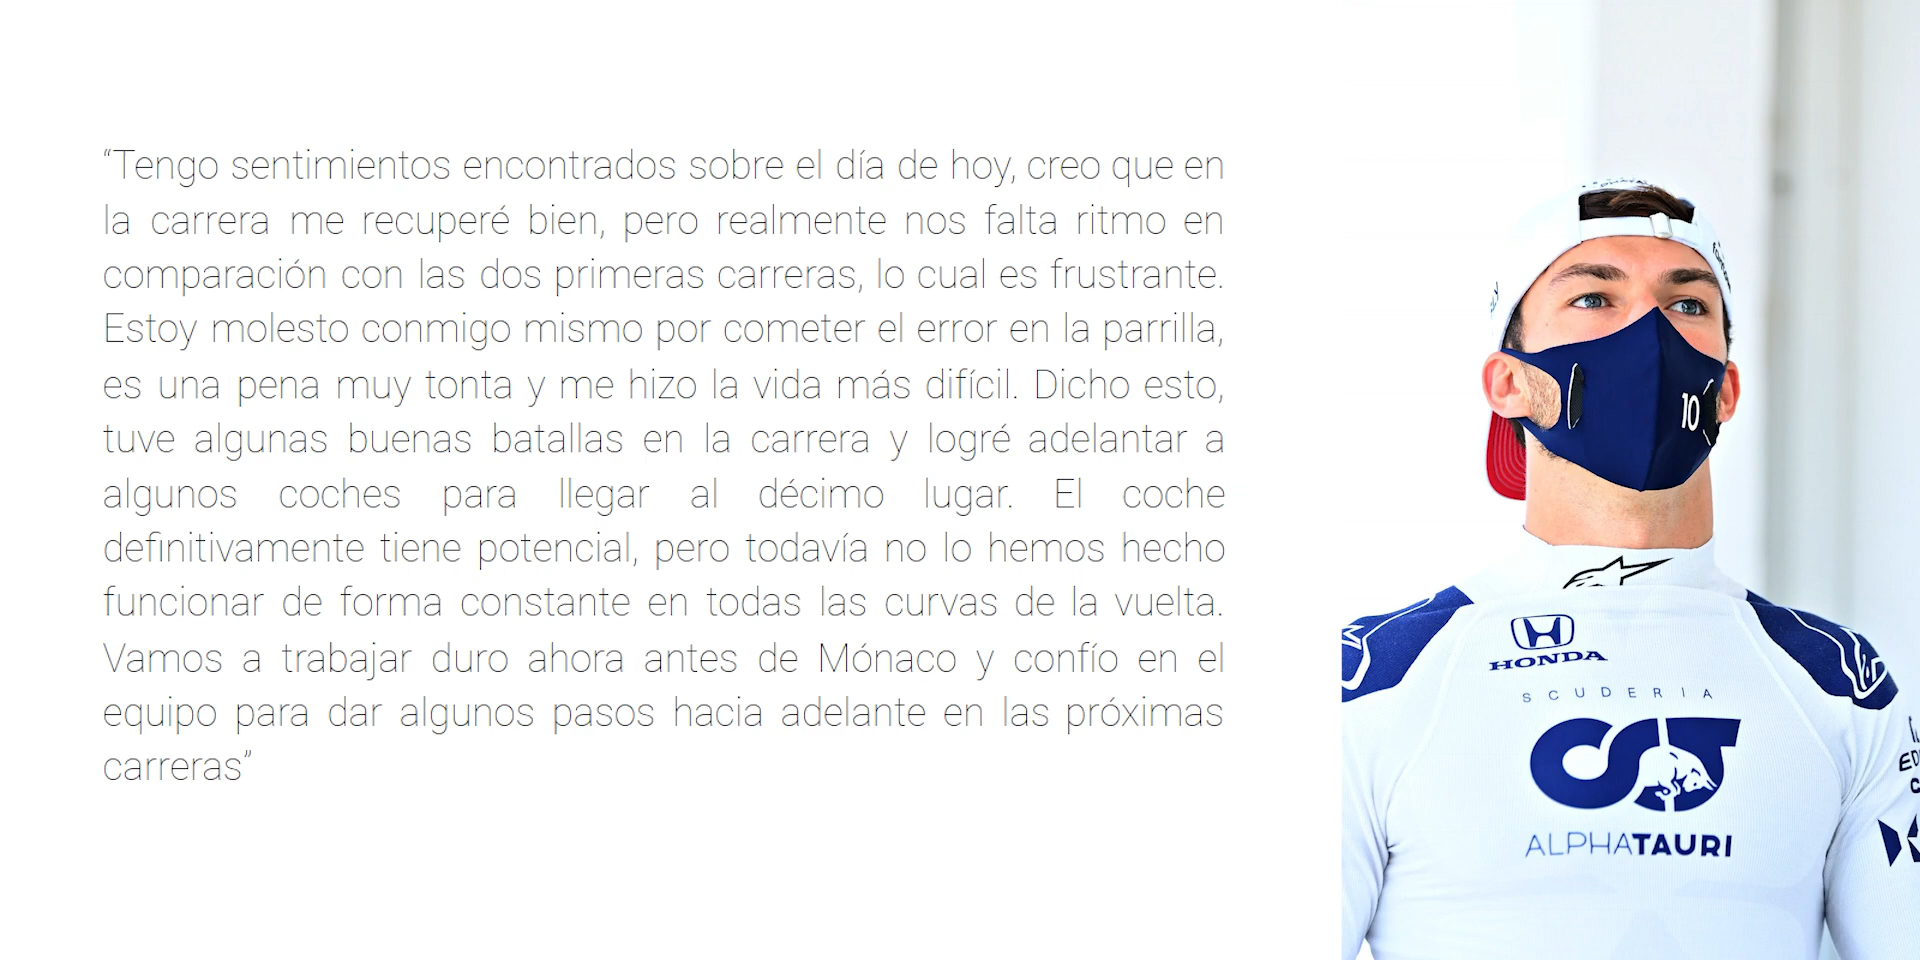 “Tengo sentimientos encontrados sobre el día de hoy, creo que en
la carrera me recuperé bien, pero realmente nos falta ritmo en
comparación con las dos primeras carreras, lo cual es frustrante.
Estoy molesto conmigo mismo por cometer el error en la parrilla,
es una pena muy tonta y me hizo la vida más difícil. Dicho esto,
tuve algunas buenas batallas en la carrera y logré adelantar a
algunos coches para llegar al décimo lugar. El coche
definitivamente tiene potencial, pero todavía no lo hemos hecho
funcionar de forma constante en todas las curvas de la vuelta.
Vamos a trabajar duro ahora antes de Mónaco y confío en el
equipo para dar algunos pasos hacia adelante en las próximas
carreras”
10
HONDA
SCUDERIA
ALPHATAURI